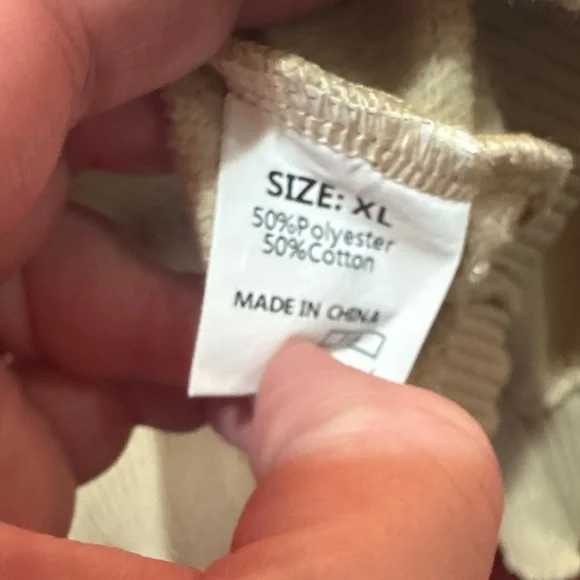 SIZE: XL
50%Polyester
50%Cotton
MADE IN CHINA